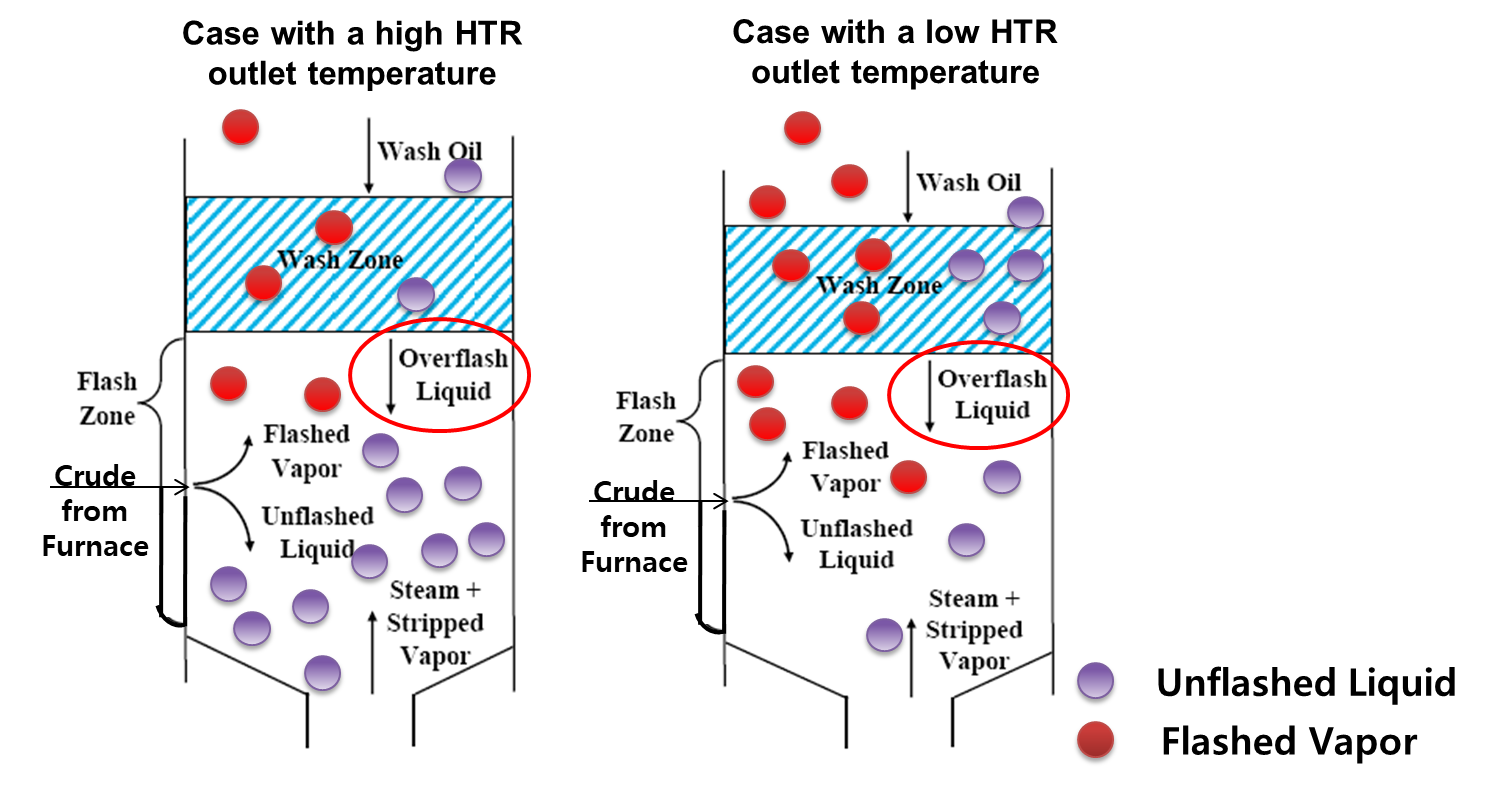 Case with a high HTR
outlet temperature
Wash Oil
Wash Zone
Overflash
Liquid
Flash
Zone
Flashed
Vapor
Crude
from
Furnace
Unflashed
Liquid
Steam +
Stripped
Vapor
Case with a low HTR
outlet temperature
Wash Oil
Wash Zone
Overflash
Liquid
Flash
Zone
Flashed
Vapor
Crude
from
Furnace
Unflashed
Liquid
Steam +
Stripped
Vapor
Unflashed Liquid
Flashed Vapor